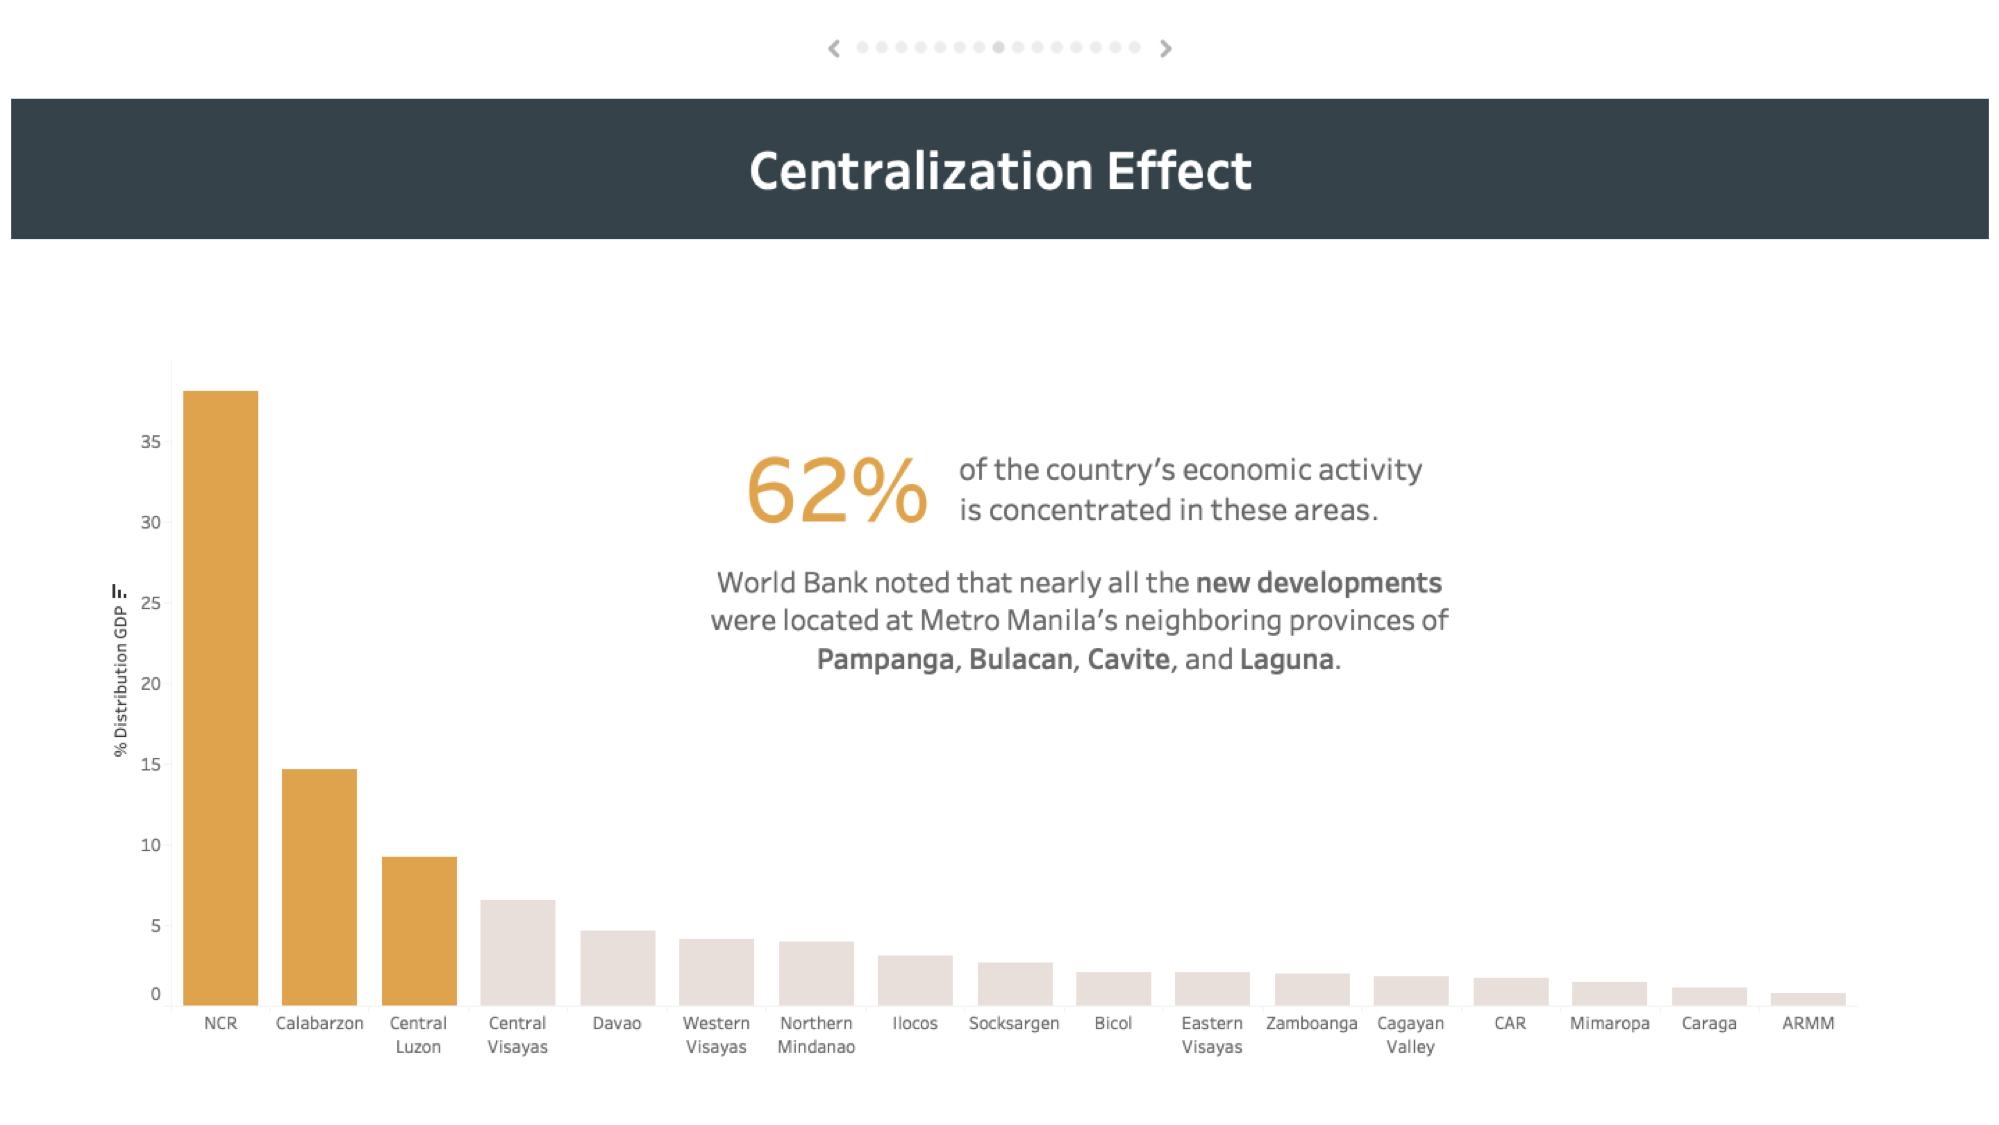 Centralization Effect
35
30
25
20
15
10
5
0
% Distribution GDP
62%
of the country's economic activity
is concentrated in these areas.
World Bank noted that nearly all the new developments
were located at Metro Manila's neighboring provinces of
Pampanga, Bulacan, Cavite, and Laguna.
NCR
Calabarzon
Central
Luzon
Central
Visayas
Davao
Western
Visayas
Northern
Mindanao
Ilocos
Socksargen
Bicol
Eastern
Visayas
Zamboanga
Cagayan
Valley
CAR
Mimaropa
Caraga
ARMM